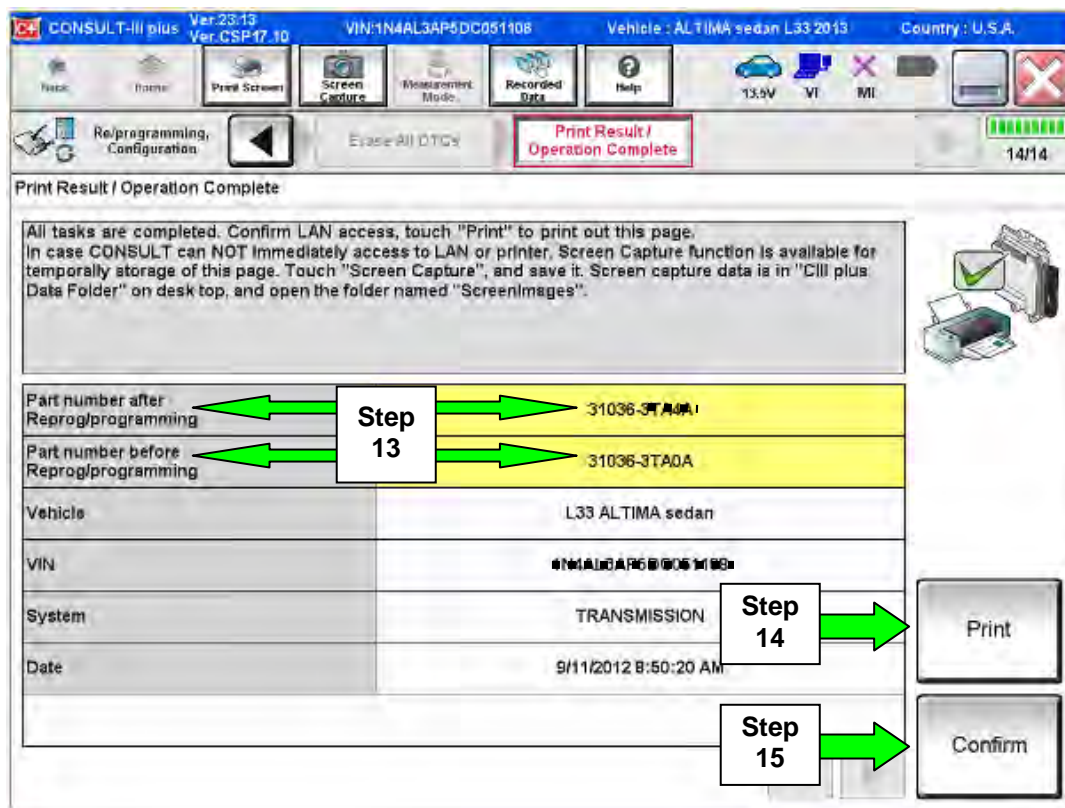 CONSULT-III plus Ver.23.13 VIN:1N4AL3AP5DC051108 Vehicle : ALTIMA sedan L33 2013 Country : U.S.A.
Ver.CSP17.10
Back Home Print Screen Screen Capture Measurement Mode Recorded Data Help 13.5V VI MI
Re/programming, Configuration Erase All DTCs Print Result / Operation Complete 14/14
Print Result / Operation Complete
All tasks are completed. Confirm LAN access, touch "Print" to print out this page.
In case CONSULT can NOT immediately access to LAN or printer, Screen Capture function is available for
temporally storage of this page. Touch "Screen Capture", and save it. Screen capture data is in "CIII plus
Data Folder" on desk top, and open the folder named "ScreenImages".
Part number after
Reprog/programming
31036-
Step
13
Part number before
Reprog/programming
31036-3TA0A
Vehicle L33 ALTIMA sedan
VIN
System TRANSMISSION
Step
14
Print
Date 9/11/2012 8:50:20 AM
Step
15
Confirm